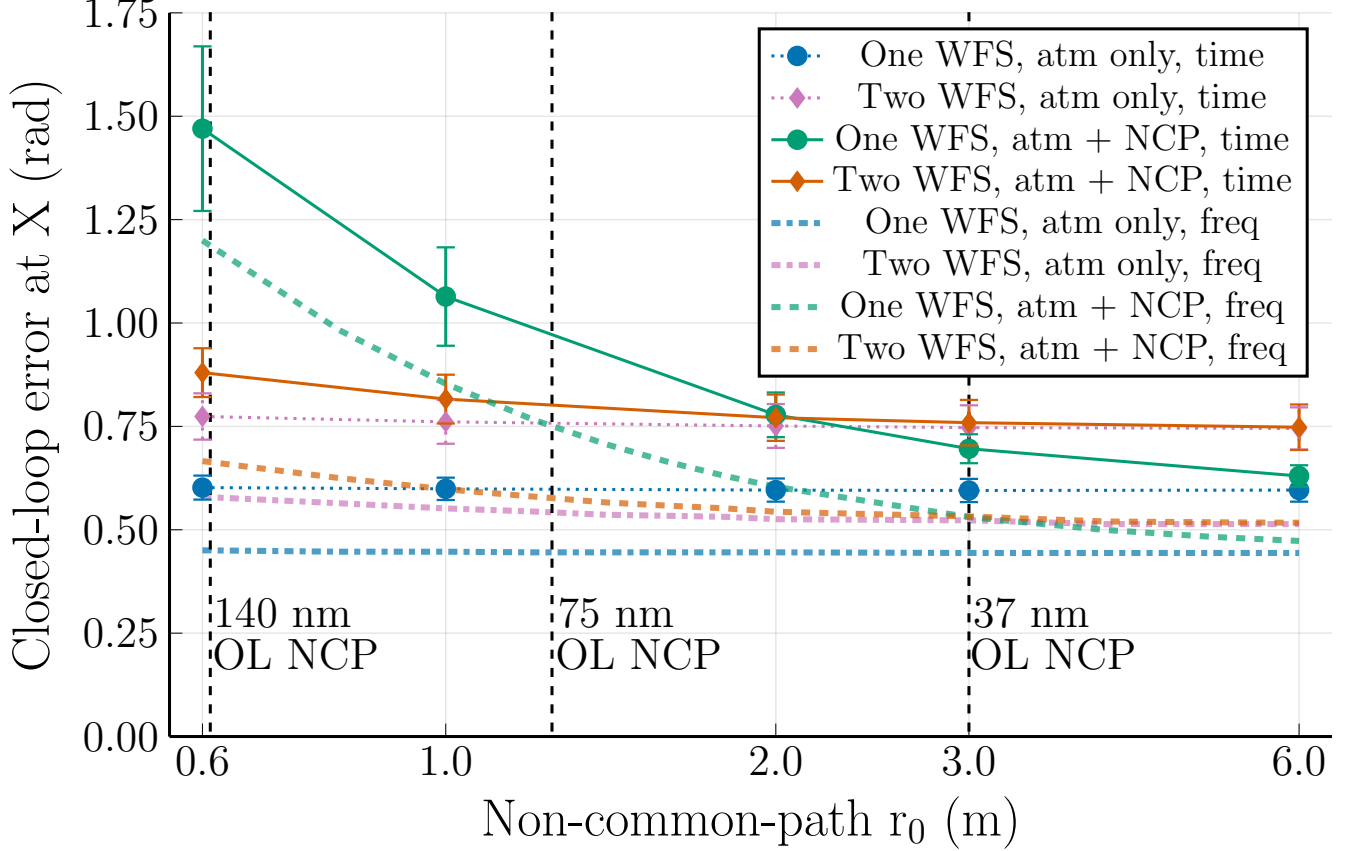 Closed-loop error at X (rad)
1.75
1.50
1.25
1.00
0.75
0.50
0.25
0.00
One WFS, atm only, time
Two WFS, atm only, time
One WFS, atm + NCP, time
Two WFS, atm + NCP, time
One WFS, atm only, freq
Two WFS, atm only, freq
One WFS, atm + NCP, freq
Two WFS, atm + NCP, freq
140 nm
OL NCP
75 nm
OL NCP
37 nm
OL NCP
0.6
1.0
2.0
3.0
6.0
Non-common-path r₀ (m)